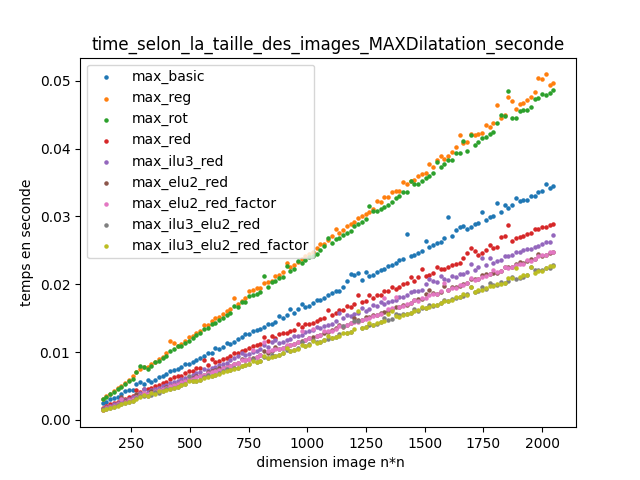 time_selon_la_taille_des_images_MAXDilatation_seconde
max_basic
max_reg
max_rot
max_red
max_ilu3_red
max_elu2_red
max_elu2_red_factor
max_ilu3_elu2_red
max_ilu3_elu2_red_factor
temps en seconde
0.05
0.04
0.03
0.02
0.01
0.00
250 500 750 1000 1250 1500 1750 2000
dimension image n*n